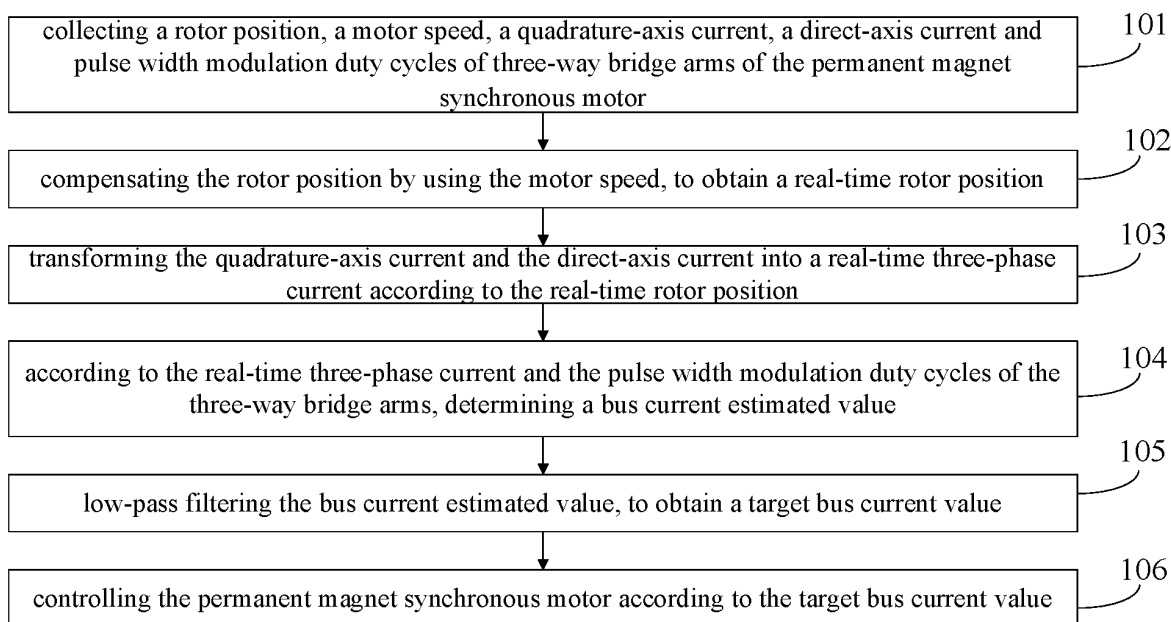 collecting a rotor position, a motor speed, a quadrature-axis current, a direct-axis current and
pulse width modulation duty cycles of three-way bridge arms of the permanent magnet
synchronous motor
101
compensating the rotor position by using the motor speed, to obtain a real-time rotor position
102
transforming the quadrature-axis current and the direct-axis current into a real-time three-phase
current according to the real-time rotor position
103
according to the real-time three-phase current and the pulse width modulation duty cycles of the
three-way bridge arms, determining a bus current estimated value
104
low-pass filtering the bus current estimated value, to obtain a target bus current value
105
controlling the permanent magnet synchronous motor according to the target bus current value
106